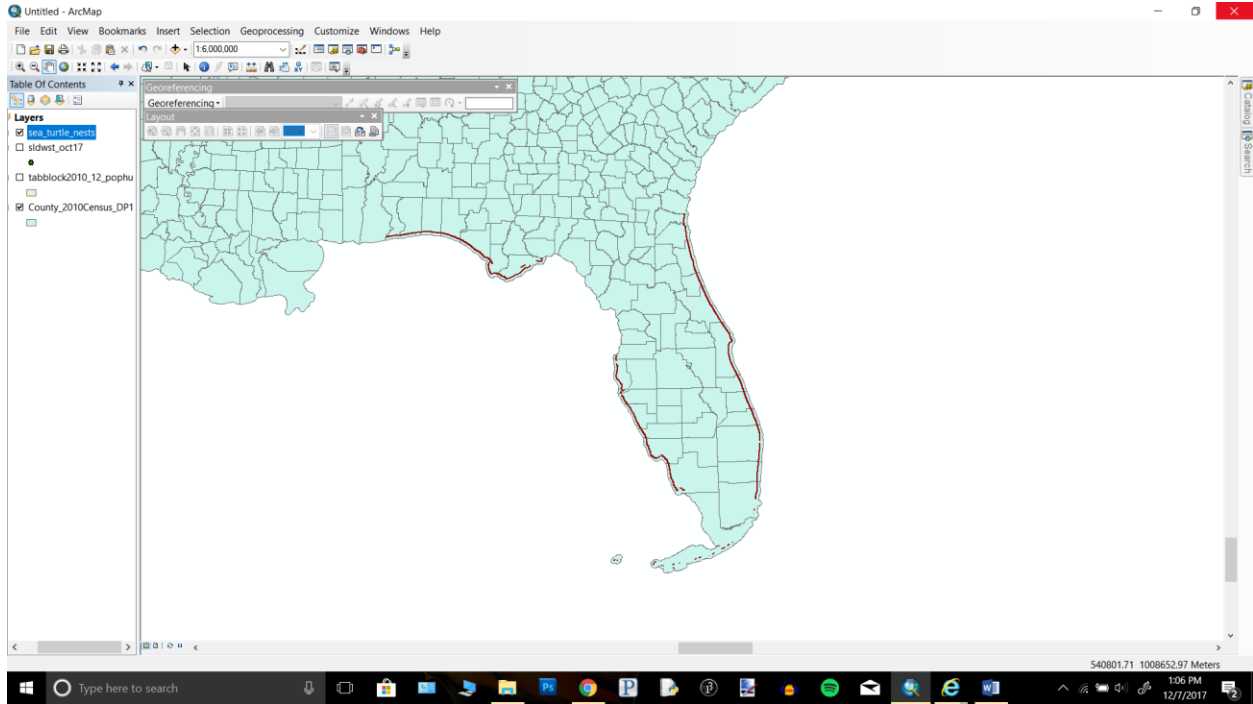 Untitled - ArcMap
File Edit View Bookmarks Insert Selection Geoprocessing Customize Windows Help
1:6,000,000
Table Of Contents
Layers
sea_turtle_nests
sldwst_oct17
tabblock2010_12_pophu
County_2010Census_DP1
Georeferencing
Georeferencing
Layout
Catalog
Search
540801.71 1008652.97 Meters
Type here to search
1:06 PM
12/7/2017